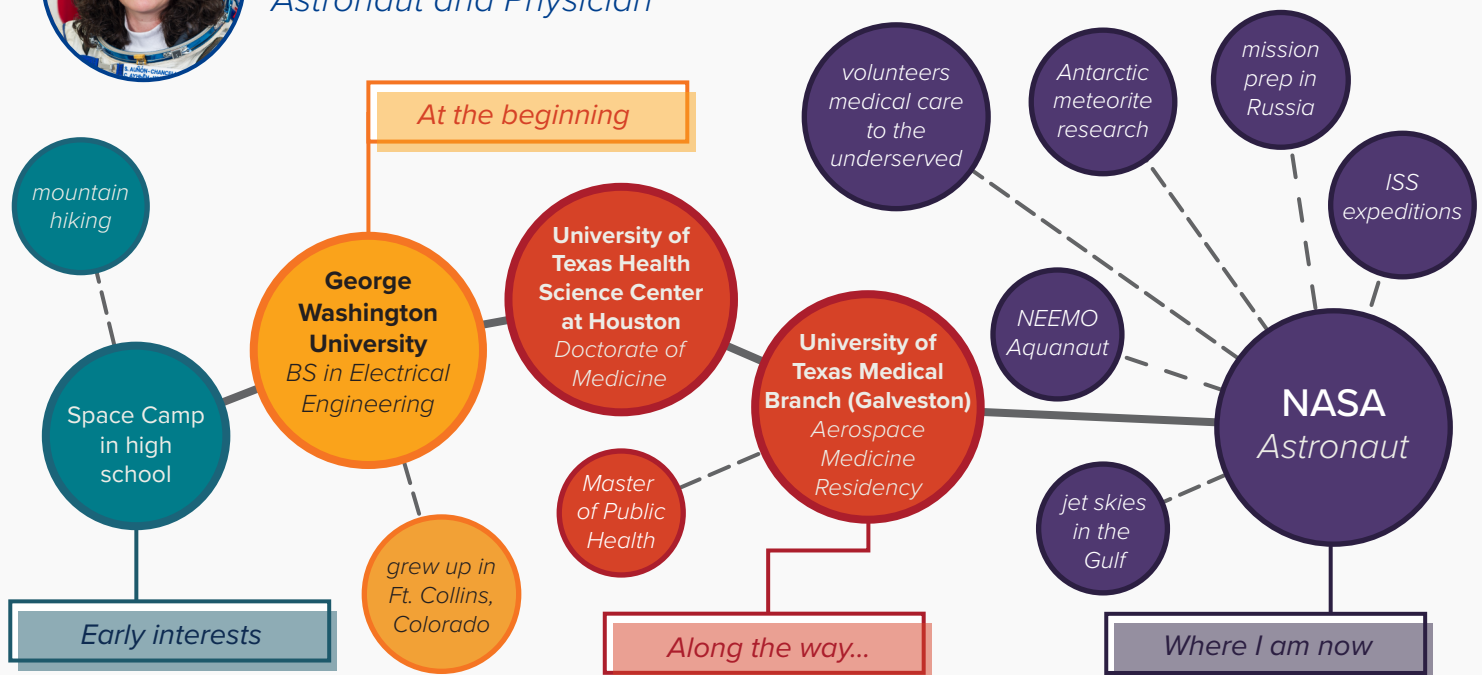 Astronaut and Physician
S. AUÑÓN-CHANCELLOR
At the beginning
mountain
hiking
Space Camp
in high
school
Early interests
George
Washington
University
BS in Electrical
Engineering
grew up in
Ft. Collins,
Colorado
University of
Texas Health
Science Center
at Houston
Doctorate of
Medicine
University of
Texas Medical
Branch (Galveston)
Aerospace
Medicine
Residency
Master
of Public
Health
Along the way...
volunteers
medical care
to the
underserved
Antarctic
meteorite
research
mission
prep in
Russia
ISS
expeditions
NEEMO
Aquanaut
NASA
Astronaut
jet skies
in the
Gulf
Where I am now